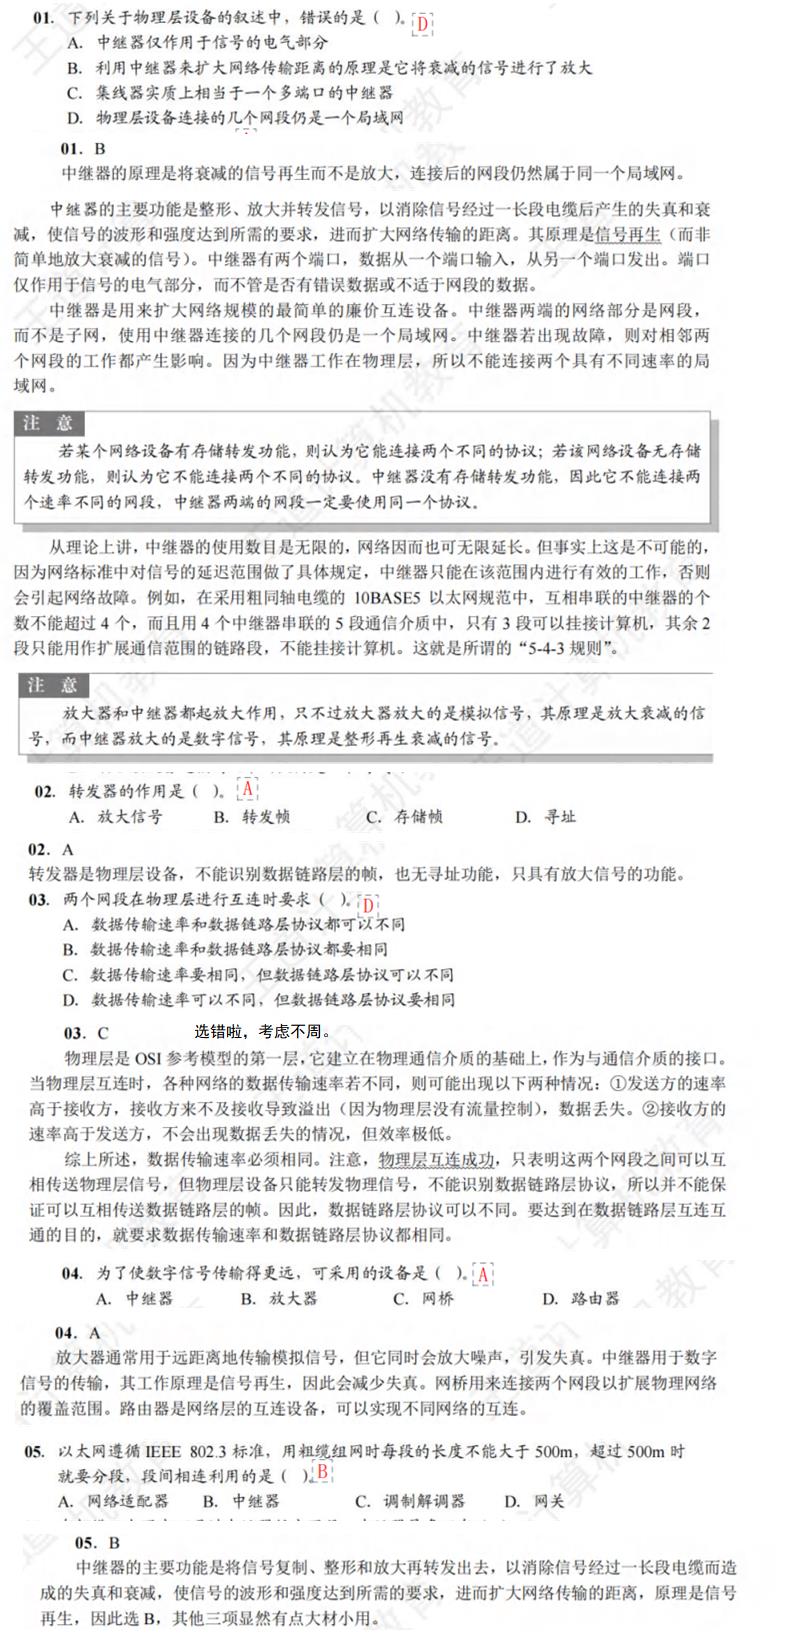 01. 下列关于物理层设备的叙述中，错误的是（ ）。D
A. 中继器仅作用于信号的电气部分
B. 利用中继器来扩大网络传输距离的原理是它将衰减的信号进行了放大
C. 集线器实质上相当于一个多端口的中继器
D. 物理层设备连接的几个网段仍是一个局域网
01. B
中继器的原理是将衰减的信号再生而不是放大，连接后的网段仍然属于同一个局域网。
中继器的主要功能是整形、放大并转发信号，以消除信号经过一长段电缆后产生的失真和衰
减，使信号的波形和强度达到所需的要求，进而扩大网络传输的距离。其原理是信号再生（而非
简单地放大衰减的信号）。中继器有两个端口，数据从一个端口输入，从另一个端口发出。端口
仅作用于信号的电气部分，而不管是否有错误数据或不适于网段的数据。
中继器是用来扩大网络规模的最简单的廉价互连设备。中继器两端的网络部分是网段，
而不是子网，使用中继器连接的几个网段仍是一个局域网。中继器若出现故障，则对相邻两
个网段的工作都产生影响。因为中继器工作在物理层，所以不能连接两个具有不同速率的局
域网。
注 意
若某个网络设备有存储转发功能，则认为它能连接两个不同的协议；若该网络设备无存储
转发功能，则认为它不能连接两个不同的协议。中继器没有存储转发功能，因此它不能连接两
个速率不同的网段，中继器两端的网段一定要使用同一个协议。
从理论上讲，中继器的使用数目是无限的，网络因而也可无限延长。但事实上这是不可能的，
因为网络标准中对信号的延迟范围做了具体规定，中继器只能在该范围内进行有效的工作，否则
会引起网络故障。例如，在采用粗同轴电缆的 10BASE5 以太网规范中，互相串联的中继器的个
数不能超过 4 个，而且用 4 个中继器串联的 5 段通信介质中，只有 3 段可以挂接计算机，其余 2
段只能用作扩展通信范围的链路段，不能挂接计算机。这就是所谓的“5-4-3 规则”。
注 意
放大器和中继器都起放大作用，只不过放大器放大的是模拟信号，其原理是放大衰减的信
号，而中继器放大的是数字信号，其原理是整形再生衰减的信号。
02. 转发器的作用是（ ）。A
A. 放大信号 B. 转发帧 C. 存储帧 D. 寻址
02. A
转发器是物理层设备，不能识别数据链路层的帧，也无寻址功能，只具有放大信号的功能。
03. 两个网段在物理层进行互连时要求（ ）。D
A. 数据传输速率和数据链路层协议都可以不同
B. 数据传输速率和数据链路层协议都要相同
C. 数据传输速率要相同，但数据链路层协议可以不同
D. 数据传输速率可以不同，但数据链路层协议要相同
03. C 选错啦，考虑不周。
物理层是 OSI 参考模型的第一层，它建立在物理通信介质的基础上，作为与通信介质的接口。
当物理层互连时，各种网络的数据传输速率若不同，则可能出现以下两种情况：①发送方的速率
高于接收方，接收方来不及接收导致溢出（因为物理层没有流量控制），数据丢失。②接收方的
速率高于发送方，不会出现数据丢失的情况，但效率极低。
综上所述，数据传输速率必须相同。注意，物理层互连成功，只表明这两个网段之间可以互
相传送物理层信号，但物理层设备只能转发物理信号，不能识别数据链路层协议，所以并不能保
证可以互相传送数据链路层的帧。因此，数据链路层协议可以不同。要达到在数据链路层互连互
通的目的，就要求数据传输速率和数据链路层协议都相同。
04. 为了使数字信号传输得更远，可采用的设备是（ ）。A
A. 中继器 B. 放大器 C. 网桥 D. 路由器
04. A
放大器通常用于远距离地传输模拟信号，但它同时会放大噪声，引发失真。中继器用于数字
信号的传输，其工作原理是信号再生，因此会减少失真。网桥用来连接两个网段以扩展物理网络
的覆盖范围。路由器是网络层的互连设备，可以实现不同网络的互连。
05. 以太网遵循 IEEE 802.3 标准，用粗缆组网时每段的长度不能大于 500m，超过 500m 时
就要分段，段间相连利用的是（ ）。B
A. 网络适配器 B. 中继器 C. 调制解调器 D. 网关
05. B
中继器的主要功能是将信号复制、整形和放大再转发出去，以消除信号经过一长段电缆而造
成的失真和衰减，使信号的波形和强度达到所需的要求，进而扩大网络传输的距离，原理是信号
再生，因此选 B，其他三项显然有点大材小用。